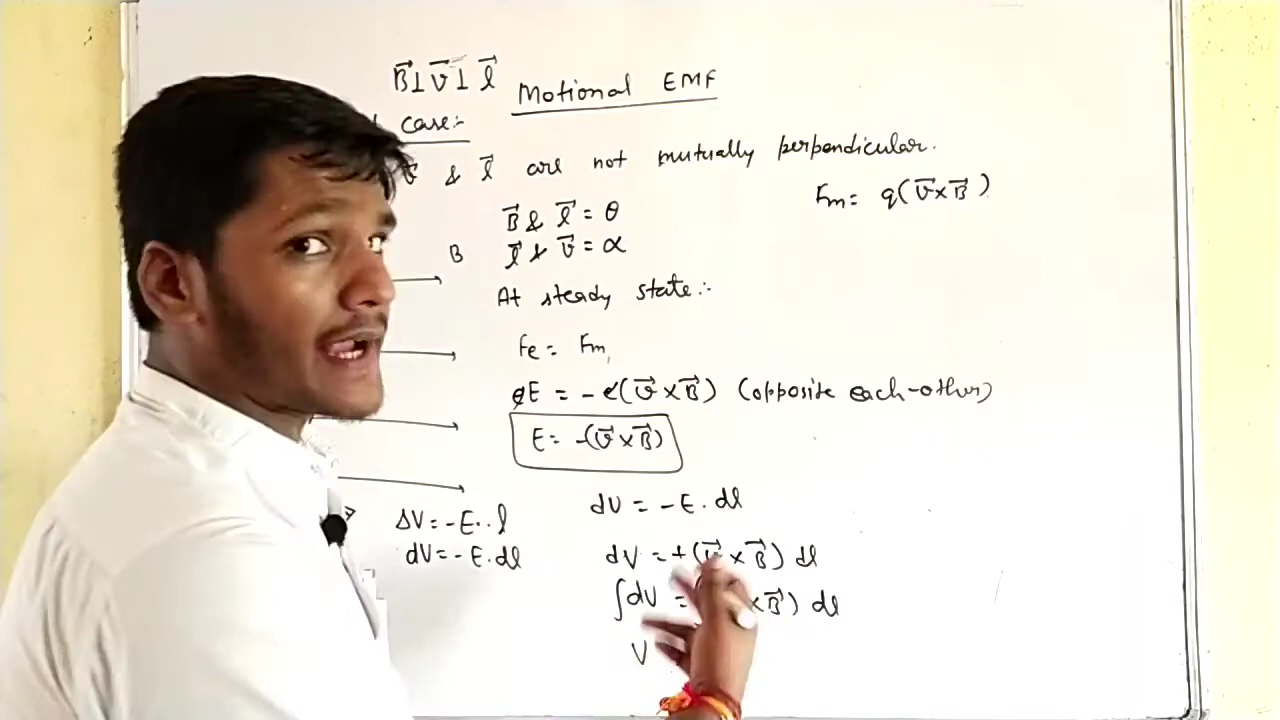 B⃗⊥v⃗⊥l⃗ Motional EMF
case:-
v⃗ & l⃗ are not mutually perpendicular.
Fm= q(v⃗×B⃗)
B⃗ & l⃗ = θ
B l⃗ & v⃗ = α
At steady state:-
Fe = Fm
qE = -q(v⃗×B⃗) (opposite each-other)
E = -(v⃗×B⃗)
ΔV = -E.l dV = -E.dl
dV = -E.dl dV = +(v⃗×B⃗) dl
∫dV = ×B⃗) dl
V